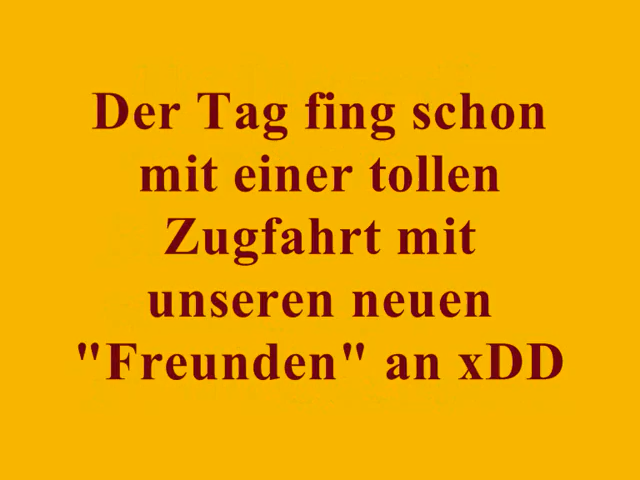 Der Tag fing schon
mit einer tollen
Zugfahrt mit
unseren neuen
"Freunden" an xDD